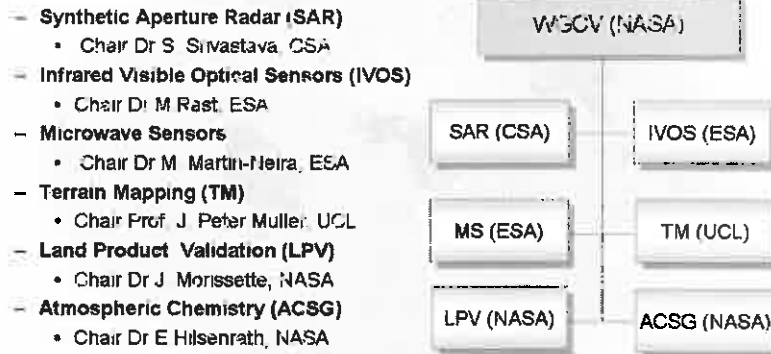 – Synthetic Aperture Radar (SAR)
• Chair Dr S Srivastava, CSA
– Infrared Visible Optical Sensors (IVOS)
• Chair Dr M Rast, ESA
– Microwave Sensors
• Chair Dr M Martin-Neira, ESA
– Terrain Mapping (TM)
• Chair Prof. J. Peter Muller, UCL
– Land Product Validation (LPV)
• Chair Dr J Morissette, NASA
– Atmospheric Chemistry (ACSG)
• Chair Dr E Hilsenrath, NASA
WGCV (NASA)
SAR (CSA)
IVOS (ESA)
MS (ESA)
TM (UCL)
LPV (NASA)
ACSG (NASA)